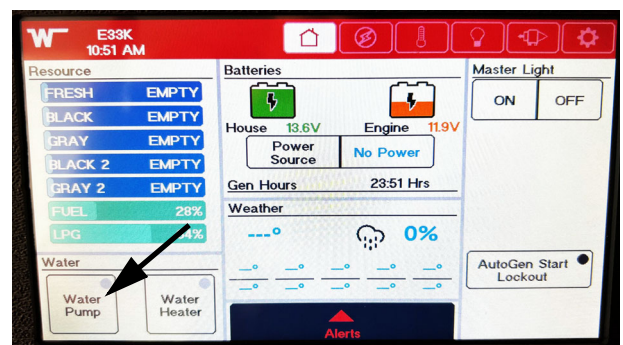 E33K
10:51 AM
Resource
FRESH EMPTY
BLACK EMPTY
GRAY EMPTY
BLACK 2 EMPTY
GRAY 2 EMPTY
FUEL 28%
LPG
Water
Water Pump
Water Heater
Batteries
House 13.6V
Engine 11.9V
Power Source
No Power
Gen Hours 23:51 Hrs
Weather
---° 0%
—° —° —° —° —°
—° —° —° —° —°
Alerts
Master Light
ON OFF
AutoGen Start
Lockout